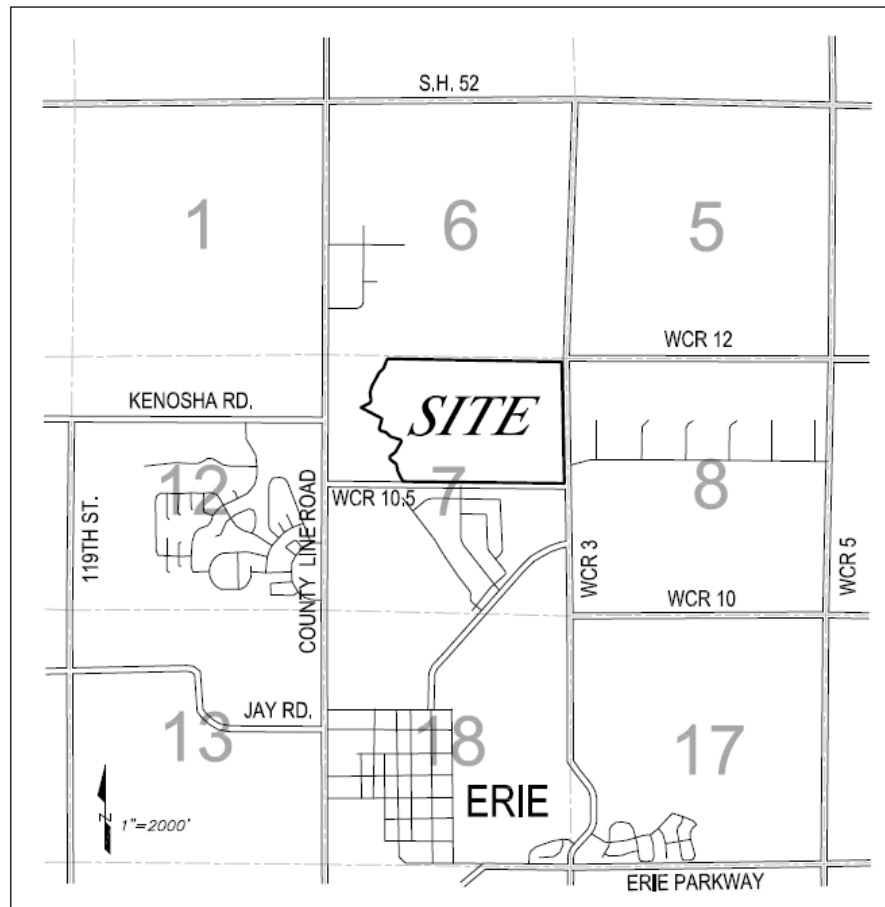 S.H. 52
1
6
5
WCR 12
KENOSHA RD.
SITE
12
7
8
WCR 10.5
119TH ST.
COUNTY LINE ROAD
WCR 3
WCR 5
WCR 10
JAY RD.
13
18
17
ERIE
N
1"=2000'
ERIE PARKWAY